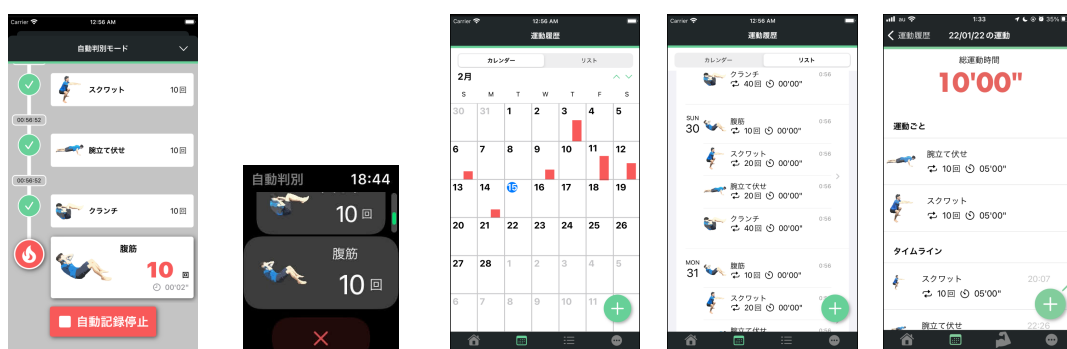 Carrier 12:56 AM
自動判別モード
スクワット 10回
00:56:52
腕立て伏せ 10回
00:56:52
クランチ 10回
腹筋
10 回
00'02"
自動記録停止
自動判別 18:44
10 回
腹筋
10 回
Carrier 12:56 AM
運動履歴
カレンダー リスト
2月
S M T W T F S
30 31 1 2 3 4 5
6 7 8 9 10 11 12
13 14 15 16 17 18 19
20 21 22 23 24 25 26
27 28 1 2 3 4 5
6 7 8 9 10 11
Carrier 12:56 AM
運動履歴
カレンダー リスト
クランチ 0:56
40回 00'00"
SUN
30
腹筋 0:56
10回 00'00"
スクワット 0:56
20回 00'00"
腕立て伏せ 0:56
20回 00'00"
クランチ 0:56
40回 00'00"
MON
31
腹筋 0:56
10回 00'00"
スクワット 0:56
20回 00'00"
腕立て伏せ 0:56
au 1:33 35%
運動履歴 22/01/22 の運動
総運動時間
10'00"
運動ごと
腕立て伏せ
10回 05'00"
スクワット
10回 05'00"
タイムライン
スクワット 20:07
10回 05'00"
腕立て伏せ 22:26